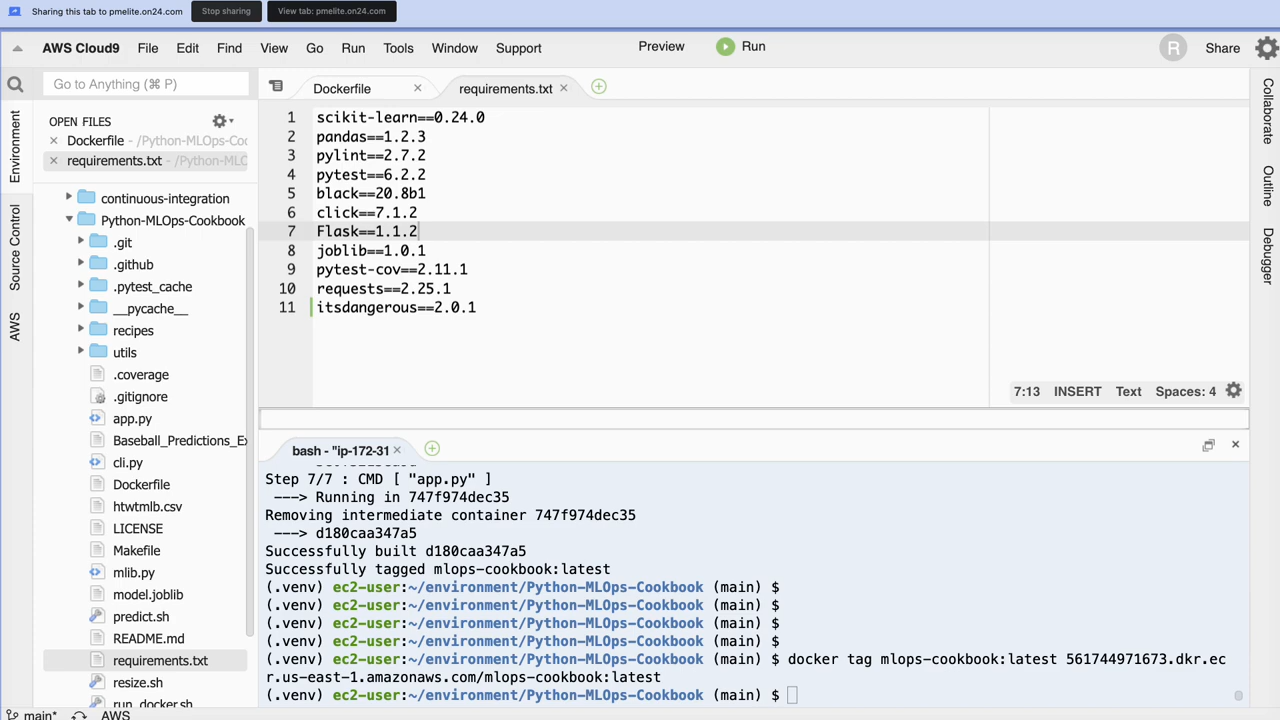 Sharing this tab to pmelite.on24.com Stop sharing View tab: pmelite.on24.com
AWS Cloud9 File Edit Find View Go Run Tools Window Support Preview Run R Share
Go to Anything (⌘ P) Dockerfile requirements.txt
OPEN FILES
Dockerfile - /Python-MLOps-Coo
requirements.txt - /Python-MLO
continuous-integration
Python-MLOps-Cookbook
.git
.github
.pytest_cache
__pycache__
recipes
utils
.coverage
.gitignore
app.py
Baseball_Predictions_Ex
cli.py
Dockerfile
htwtmlb.csv
LICENSE
Makefile
mlib.py
model.joblib
predict.sh
README.md
requirements.txt
resize.sh
run_docker.sh
Environment
Source Control
AWS
1 scikit-learn==0.24.0
2 pandas==1.2.3
3 pylint==2.7.2
4 pytest==6.2.2
5 black==20.8b1
6 click==7.1.2
7 Flask==1.1.2
8 joblib==1.0.1
9 pytest-cov==2.11.1
10 requests==2.25.1
11 itsdangerous==2.0.1
7:13 INSERT Text Spaces: 4
Collaborate
Outline
Debugger
bash - "ip-172-31
Step 7/7 : CMD [ "app.py" ]
---> Running in 747f974dec35
Removing intermediate container 747f974dec35
---> d180caa347a5
Successfully built d180caa347a5
Successfully tagged mlops-cookbook:latest
(.venv) ec2-user:~/environment/Python-MLOps-Cookbook (main) $
(.venv) ec2-user:~/environment/Python-MLOps-Cookbook (main) $
(.venv) ec2-user:~/environment/Python-MLOps-Cookbook (main) $
(.venv) ec2-user:~/environment/Python-MLOps-Cookbook (main) $
(.venv) ec2-user:~/environment/Python-MLOps-Cookbook (main) $ docker tag mlops-cookbook:latest 561744971673.dkr.ec
r.us-east-1.amazonaws.com/mlops-cookbook:latest
(.venv) ec2-user:~/environment/Python-MLOps-Cookbook (main) $
main* AWS